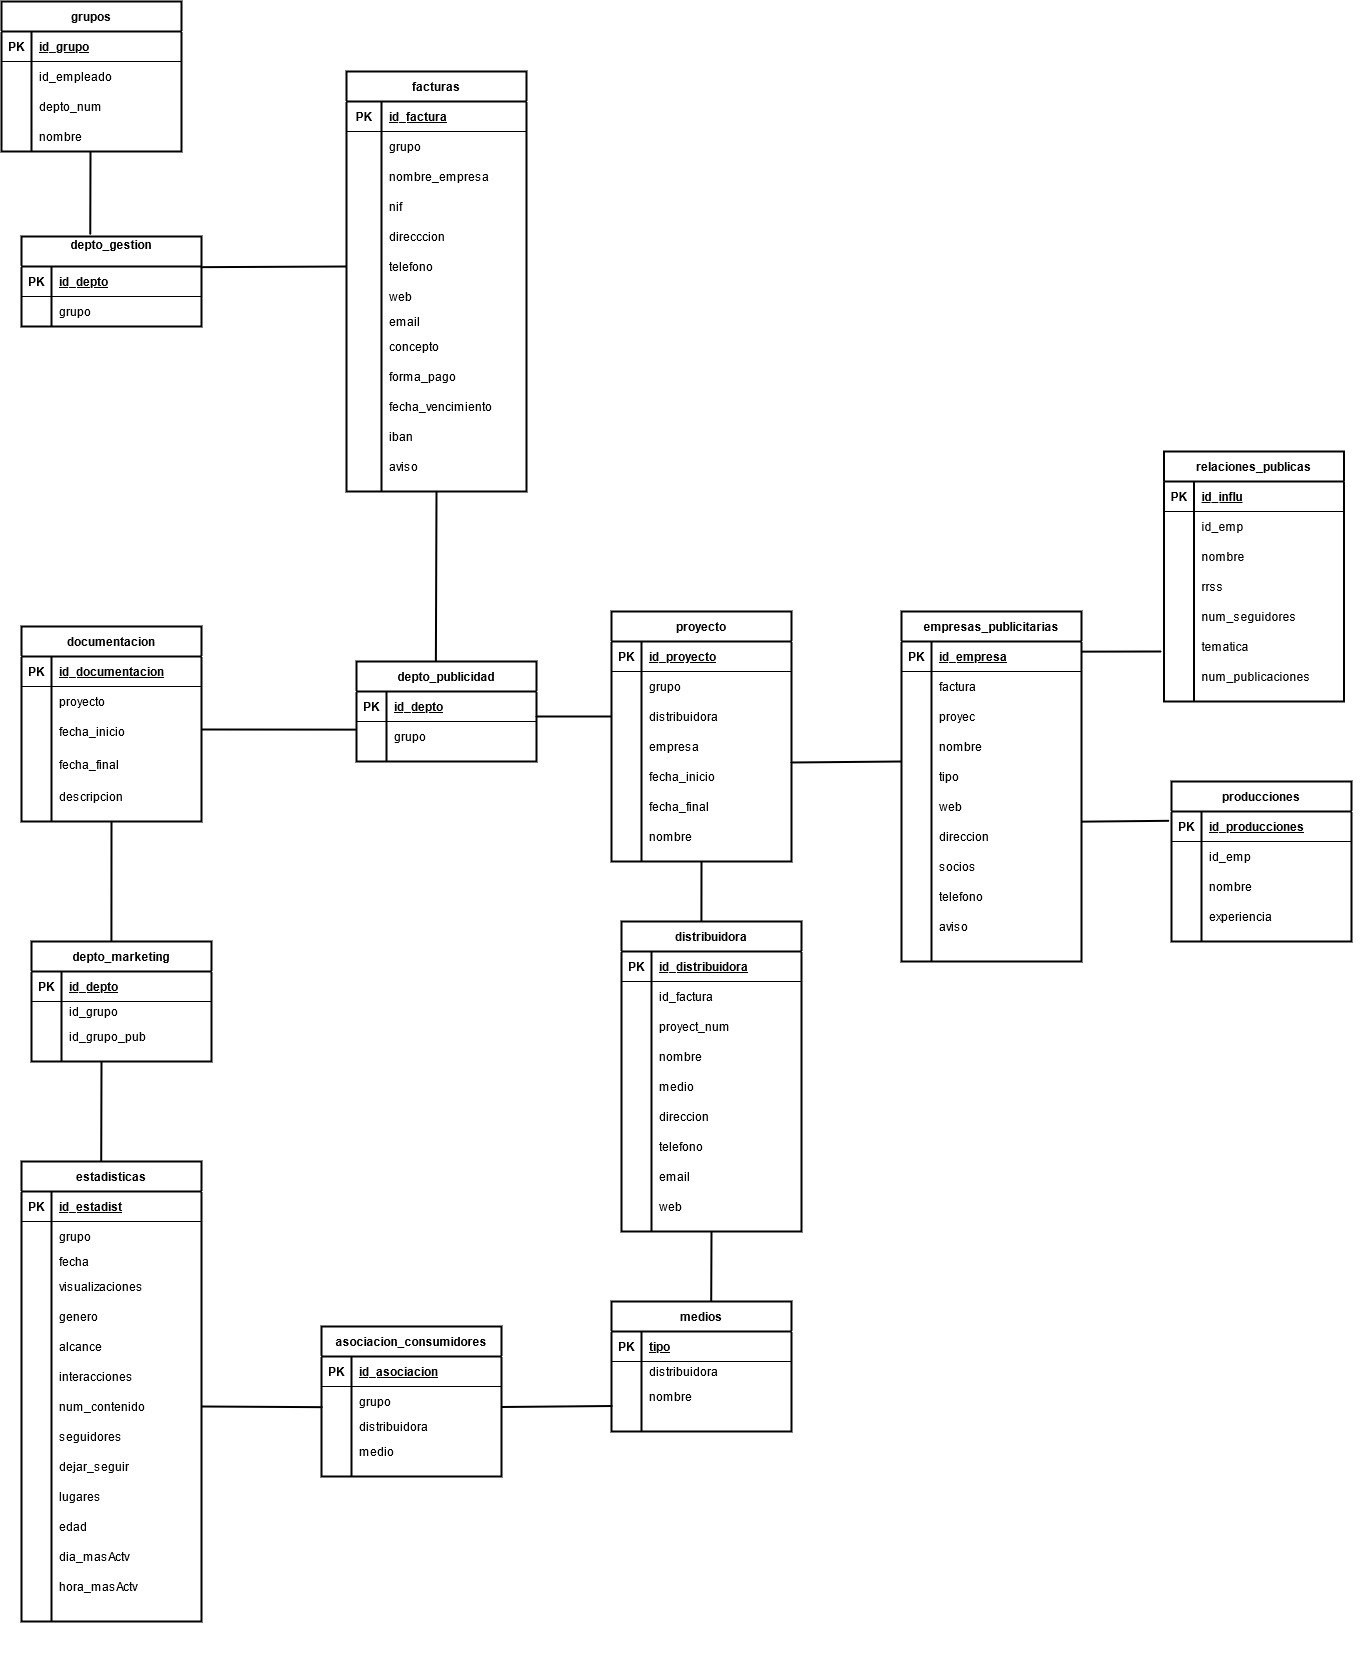 grupos
PK id_grupo
id_empleado
depto_num
nombre
facturas
PK id_factura
grupo
nombre_empresa
nif
direcccion
telefono
web
email
concepto
forma_pago
fecha_vencimiento
iban
aviso
depto_gestion
PK id_depto
grupo
relaciones_publicas
PK id_influ
id_emp
nombre
rrss
num_seguidores
tematica
num_publicaciones
documentacion
PK id_documentacion
proyecto
fecha_inicio
fecha_final
descripcion
depto_publicidad
PK id_depto
grupo
proyecto
PK id_proyecto
grupo
distribuidora
empresa
fecha_inicio
fecha_final
nombre
empresas_publicitarias
PK id_empresa
factura
proyec
nombre
tipo
web
direccion
socios
telefono
aviso
producciones
PK id_producciones
id_emp
nombre
experiencia
depto_marketing
PK id_depto
id_grupo
id_grupo_pub
distribuidora
PK id_distribuidora
id_factura
proyect_num
nombre
medio
direccion
telefono
email
web
estadisticas
PK id_estadist
grupo
fecha
visualizaciones
genero
alcance
interacciones
num_contenido
seguidores
dejar_seguir
lugares
edad
dia_masActv
hora_masActv
asociacion_consumidores
PK id_asociacion
grupo
distribuidora
medio
medios
PK tipo
distribuidora
nombre